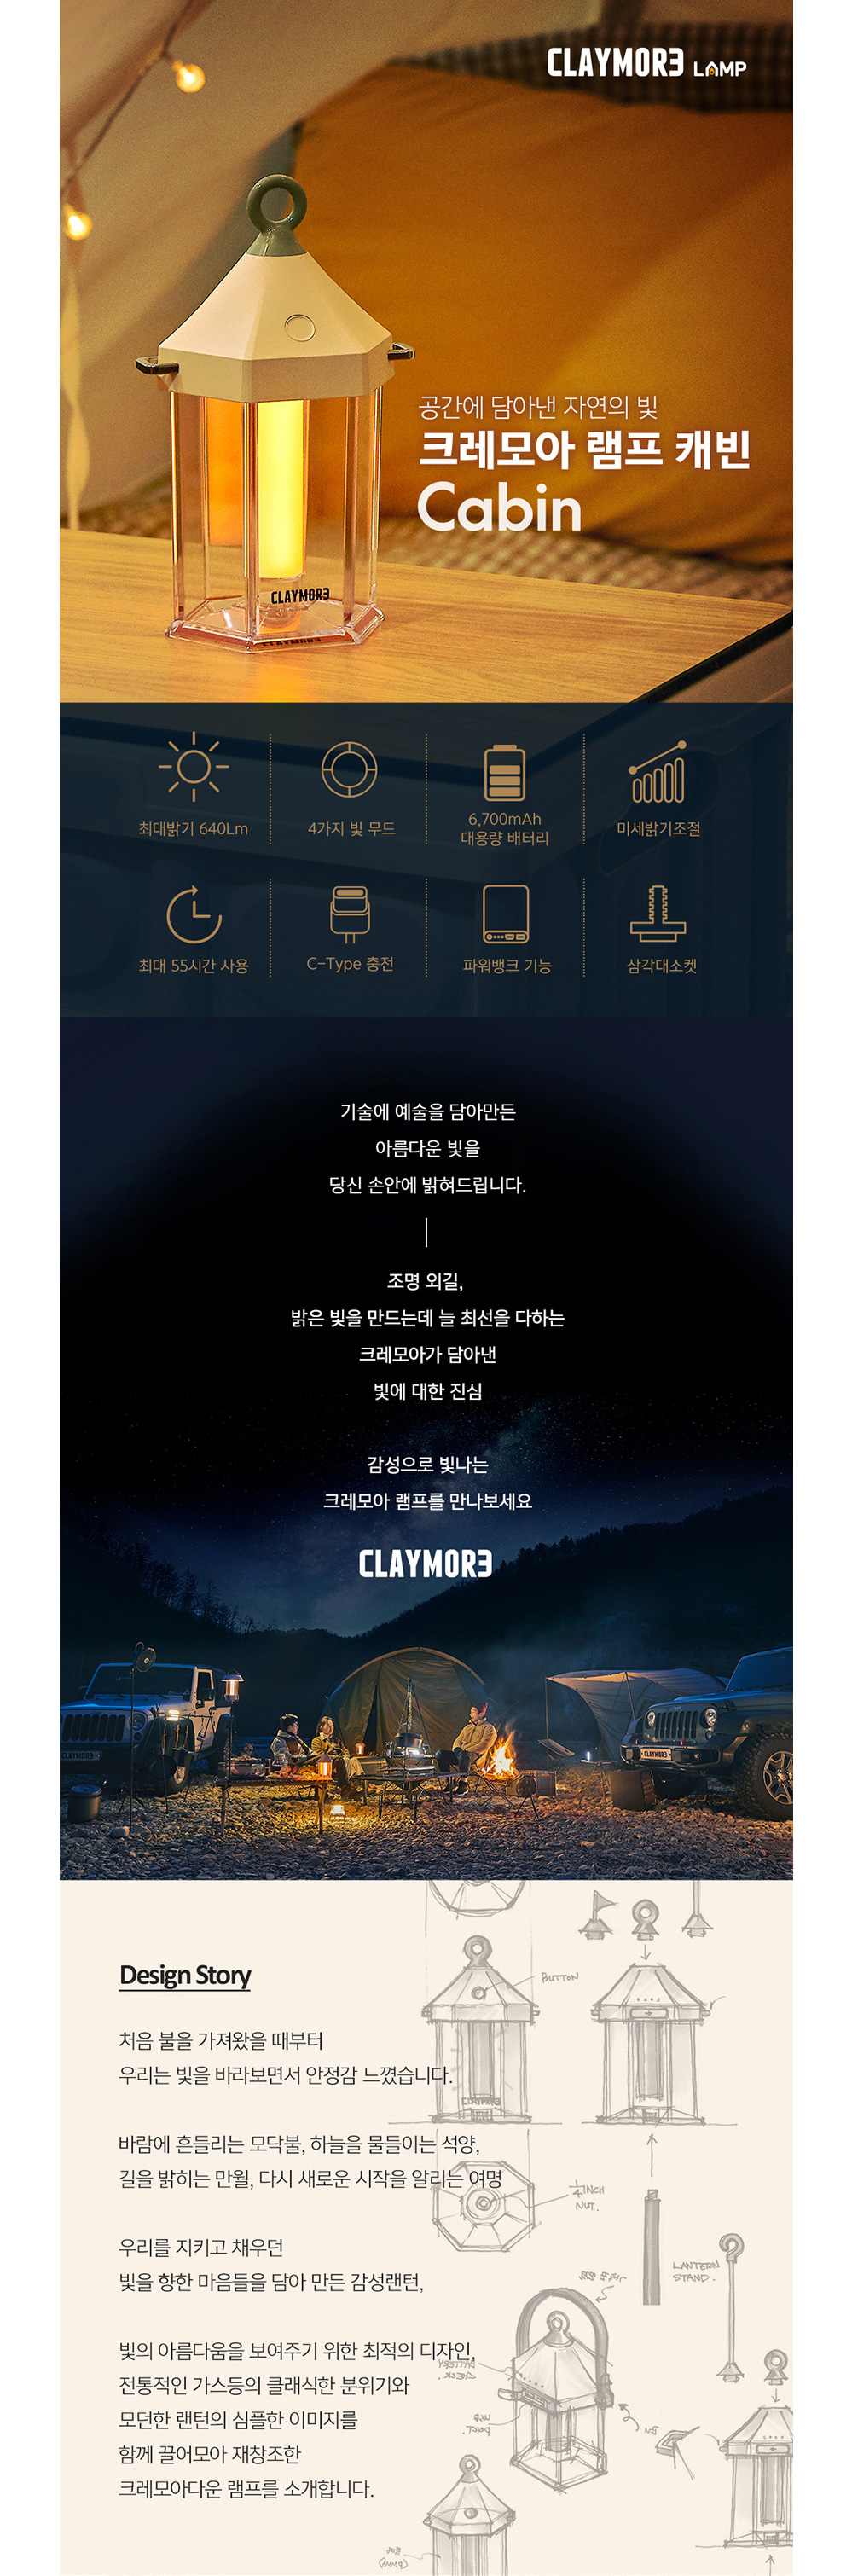 CLAYMORE LAMP
공간에 담아낸 자연의 빛
크레모아 램프 캐빈
Cabin
CLAYMORE
CLAYMORE
최대밝기 640Lm
4가지 빛 무드
6,700mAh
대용량 배터리
미세밝기조절
최대 55시간 사용
C-Type 충전
파워뱅크 기능
삼각대소켓
기술에 예술을 담아만든
아름다운 빛을
당신 손안에 밝혀드립니다.
조명 외길,
밝은 빛을 만드는데 늘 최선을 다하는
크레모아가 담아낸
빛에 대한 진심
감성으로 빛나는
크레모아 램프를 만나보세요
CLAYMORE
CLAYMORE
CLAYMORE
Design Story
처음 불을 가져왔을 때부터
우리는 빛을 바라보면서 안정감 느꼈습니다.
바람에 흔들리는 모닥불, 하늘을 물들이는 석양,
길을 밝히는 만월, 다시 새로운 시작을 알리는 여명
우리를 지키고 채우던
빛을 향한 마음들을 담아 만든 감성랜턴,
빛의 아름다움을 보여주기 위한 최적의 디자인,
전통적인 가스등의 클래식한 분위기와
모던한 랜턴의 심플한 이미지를
함께 끌어모아 재창조한
크레모아다운 램프를 소개합니다.
BUTTON
CLAYMORE
1/4 INCH
NUT.
LANTERN
STAND.
BATTERY
CHECK.